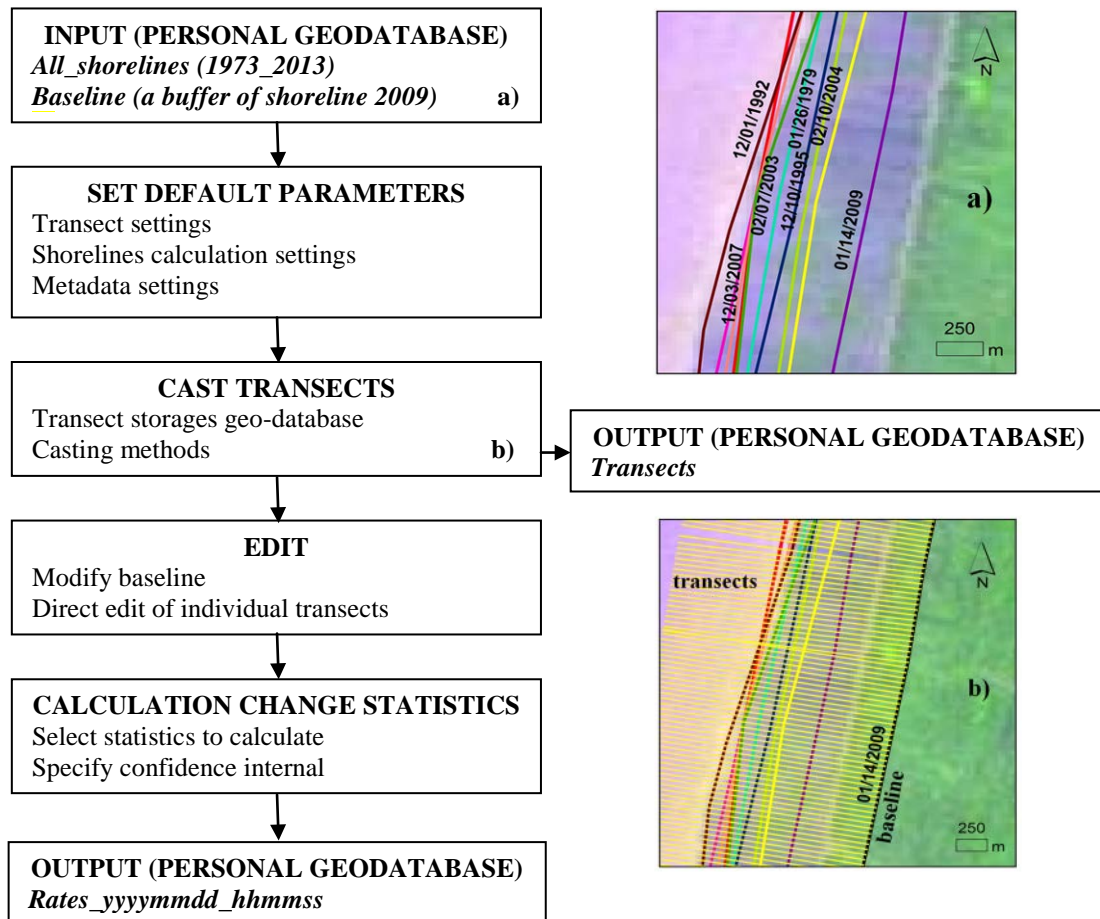 INPUT (PERSONAL GEODATABASE)
All_shorelines (1973_2013)
Baseline (a buffer of shoreline 2009) a)
SET DEFAULT PARAMETERS
Transect settings
Shorelines calculation settings
Metadada settings
CAST TRANSECTS
Transect storages geo-database
Casting methods b)
OUTPUT (PERSONAL GEODATABASE)
Transects
EDIT
Modify baseline
Direct edit of individual transects
CALCULATION CHANGE STATISTICS
Select statistics to calculate
Specify confidence internal
OUTPUT (PERSONAL GEODATABASE)
Rates_yyyymmdd_hhmmss
12/01/1992
01/26/1979
02/10/2004
02/07/2003
12/10/1995
12/03/2007
01/14/2009
N
a)
250
m
transects
N
b)
01/14/2009
baseline
250
m